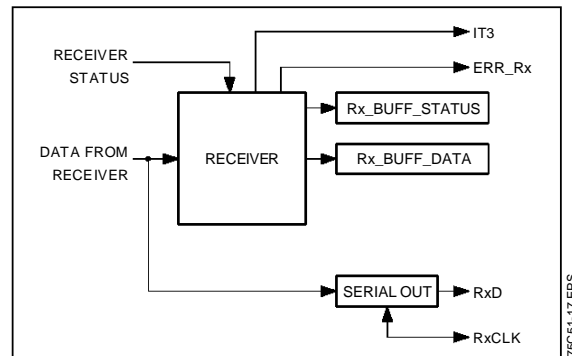 IT3
RECEIVER
STATUS
ERR_Rx
Rx_BUFF_STATUS
DATA FROM
RECEIVER
RECEIVER
Rx_BUFF_DATA
SERIAL OUT
RxD
RxCLK